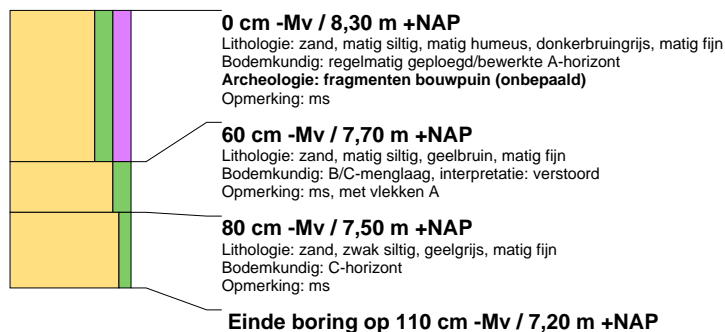 0 cm -Mv / 8,30 m +NAP
Lithologie: zand, matig siltig, matig humeus, donkerbruingrijs, matig fijn
Bodemkundig: regelmatig geploegd/bewerkte A-horizont
Archeologie: fragmenten bouwpuin (onbepaald)
Opmerking: ms
60 cm -Mv / 7,70 m +NAP
Lithologie: zand, matig siltig, geelbruin, matig fijn
Bodemkundig: B/C-menglaag, interpretatie: verstoord
Opmerking: ms, met vlekken A
80 cm -Mv / 7,50 m +NAP
Lithologie: zand, zwak siltig, geelgrijs, matig fijn
Bodemkundig: C-horizont
Opmerking: ms
Einde boring op 110 cm -Mv / 7,20 m +NAP